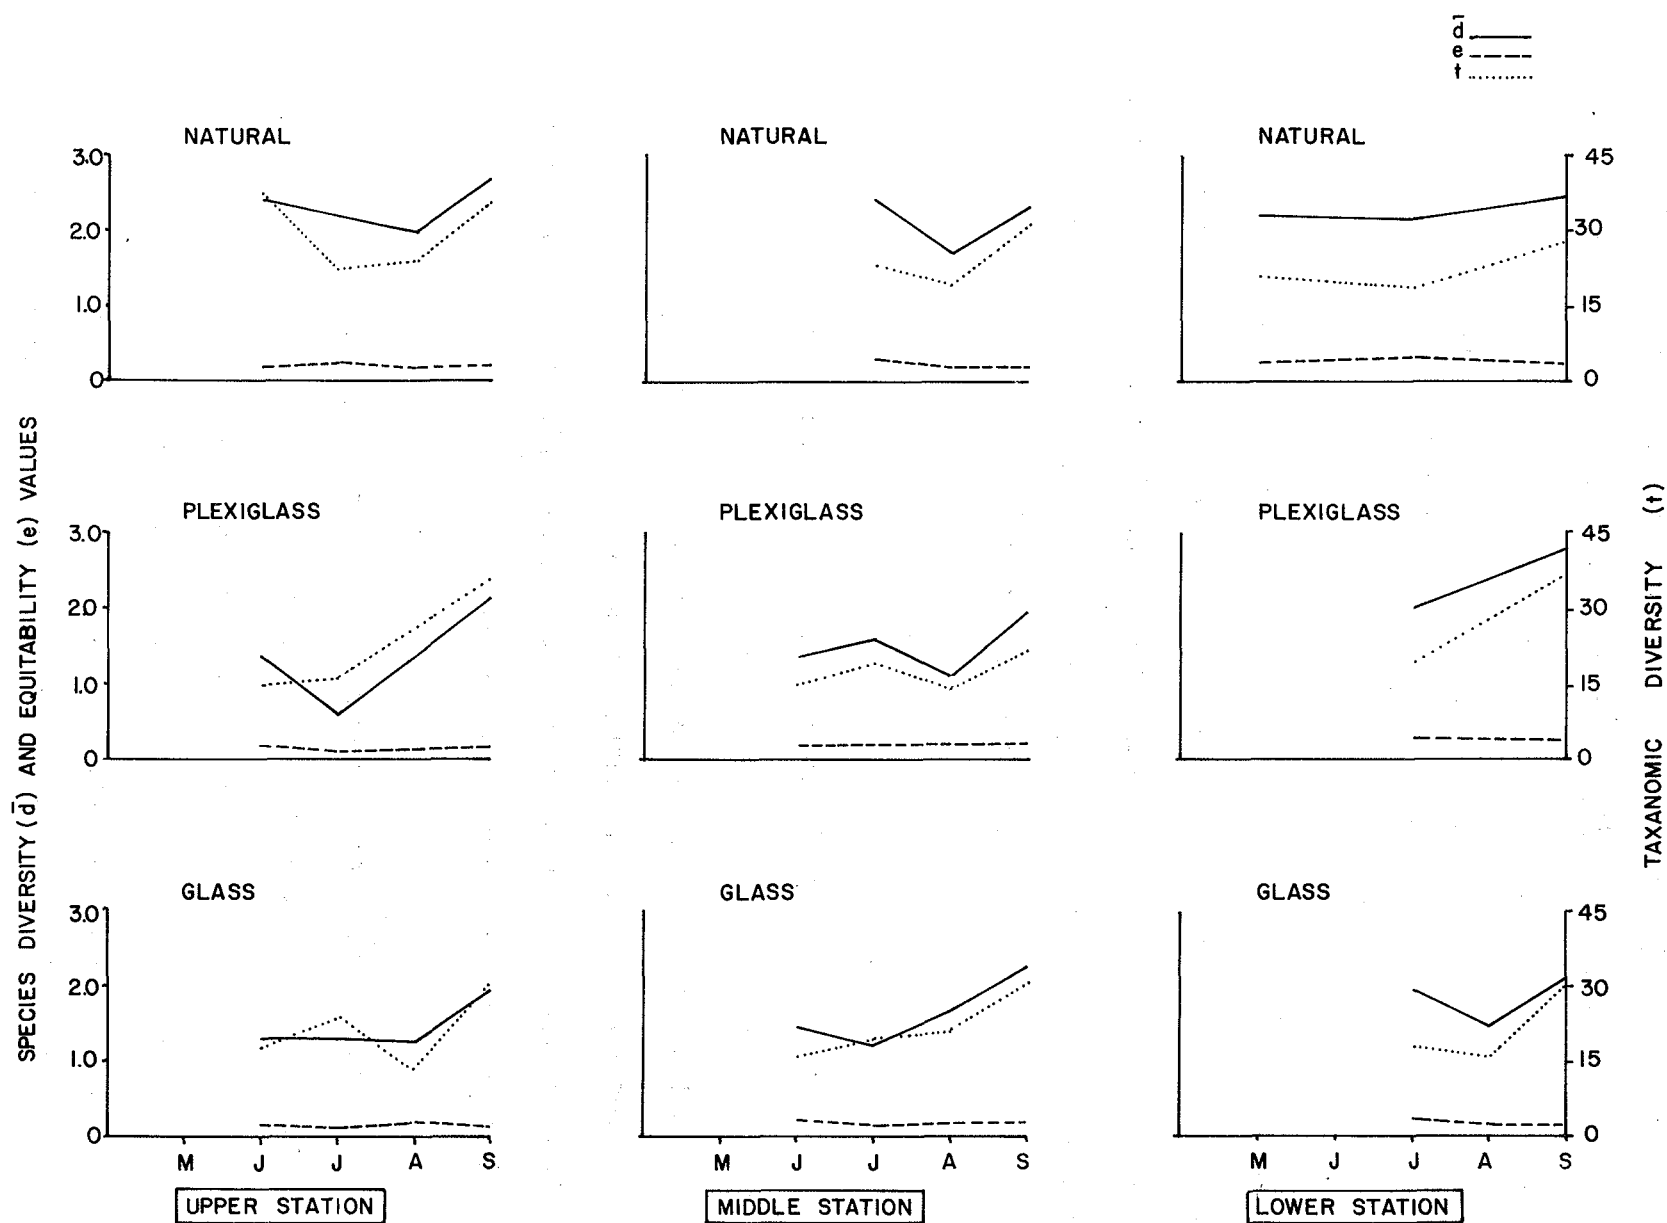 d̄
e
t
NATURAL
NATURAL
NATURAL
3.0
2.0
1.0
0
45
30
15
0
SPECIES DIVERSITY (d̄) AND EQUITABILITY (e) VALUES
TAXANOMIC DIVERSITY (t)
PLEXIGLASS
PLEXIGLASS
PLEXIGLASS
3.0
2.0
1.0
0
45
30
15
0
GLASS
GLASS
GLASS
3.0
2.0
1.0
0
45
30
15
0
M J J A S
M J J A S
M J J A S
UPPER STATION
MIDDLE STATION
LOWER STATION